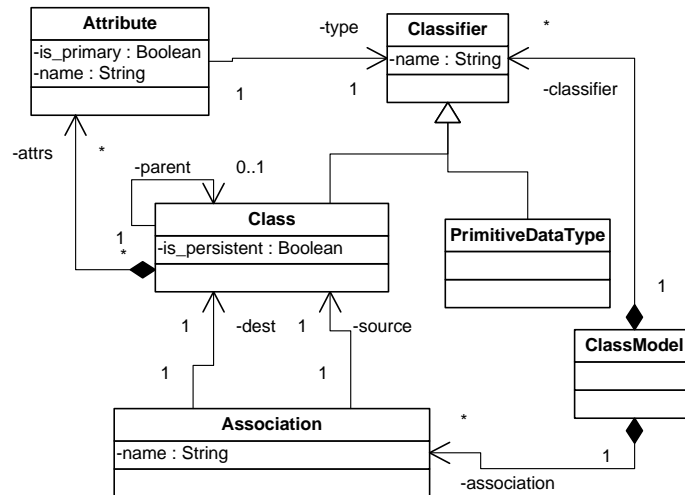 Attribute
-is_primary : Boolean
-name : String
-type
1
1
Classifier
-name : String
*
-classifier
-attrs
*
-parent
0..1
1
*
Class
-is_persistent : Boolean
PrimitiveDataType
1
ClassModel
1
-dest
1
-source
1
1
Association
-name : String
*
1
-association